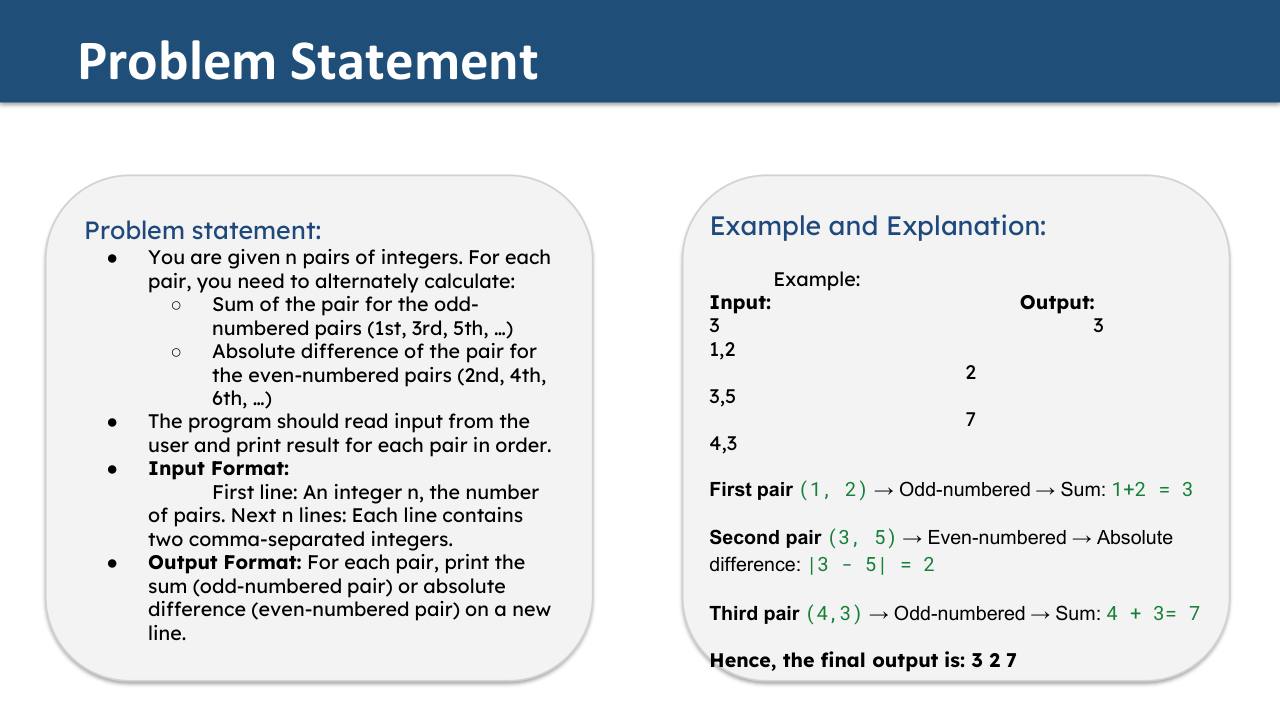 Problem Statement
Problem statement:
● You are given n pairs of integers. For each
pair, you need to alternately calculate:
○ Sum of the pair for the odd-
numbered pairs (1st, 3rd, 5th, …)
○ Absolute difference of the pair for
the even-numbered pairs (2nd, 4th,
6th, …)
● The program should read input from the
user and print result for each pair in order.
● Input Format:
First line: An integer n, the number
of pairs. Next n lines: Each line contains
two comma-separated integers.
● Output Format: For each pair, print the
sum (odd-numbered pair) or absolute
difference (even-numbered pair) on a new
line.
Example and Explanation:
Example:
Input: Output:
3 3
1,2
2
3,5
7
4,3
First pair (1, 2) → Odd-numbered → Sum: 1+2 = 3
Second pair (3, 5) → Even-numbered → Absolute
difference: |3 - 5| = 2
Third pair (4,3) → Odd-numbered → Sum: 4 + 3= 7
Hence, the final output is: 3 2 7